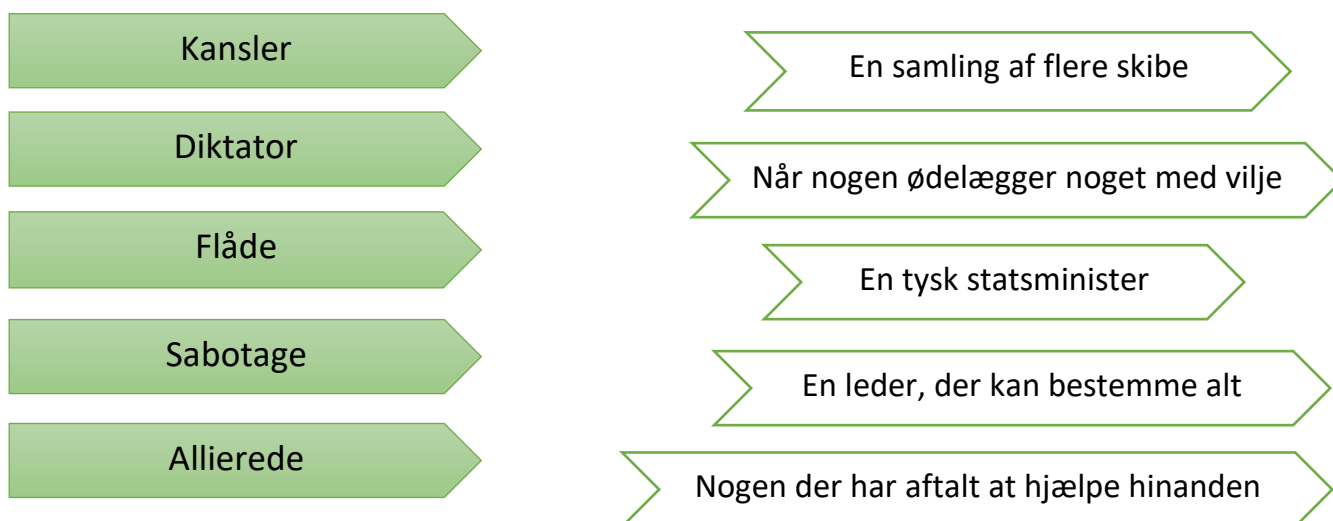 Kansler
En samling af flere skibe
Diktator
Når nogen ødelægger noget med vilje
Flåde
En tysk statsminister
Sabotage
En leder, der kan bestemme alt
Allierede
Nogen der har aftalt at hjælpe hinanden